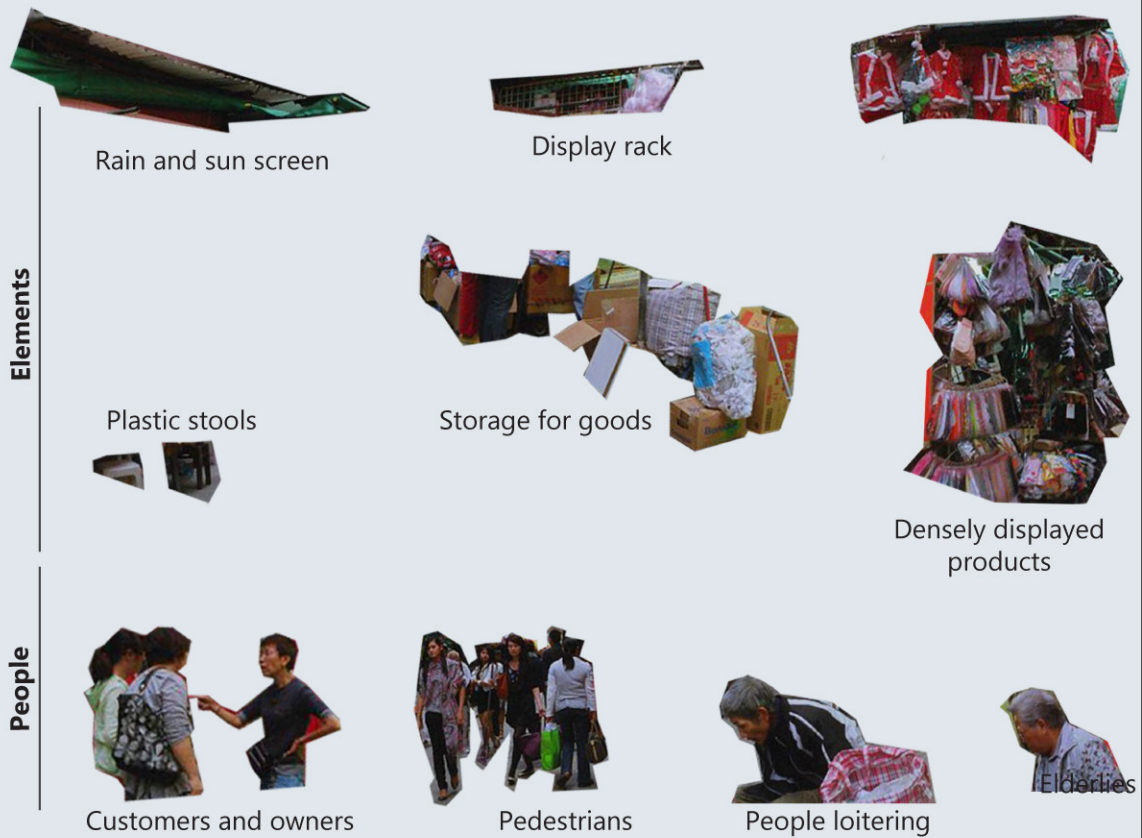 Rain and sun screen
Display rack
Elements
Plastic stools
Storage for goods
Densely displayed
products
People
Customers and owners
Pedestrians
People loitering
Elderlies